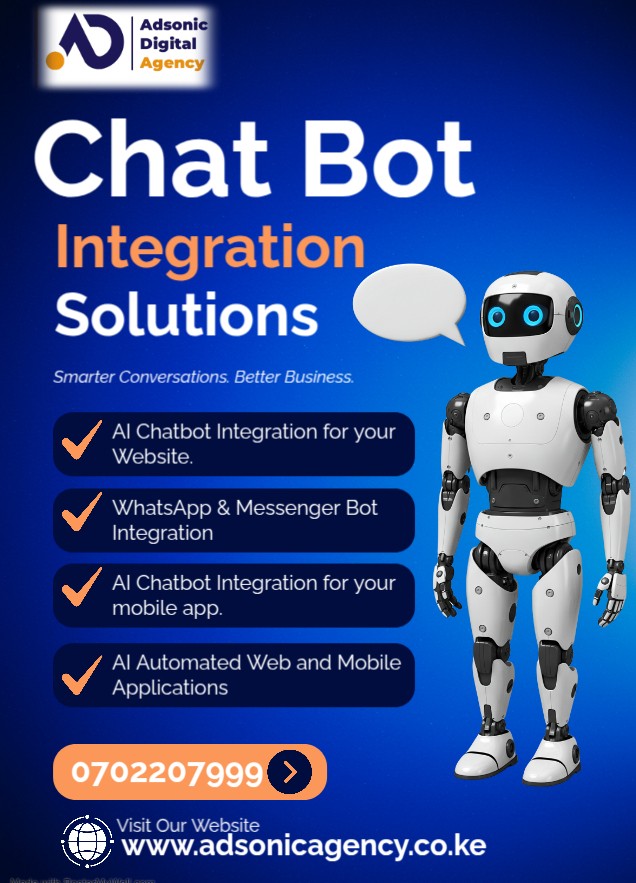 Adsonic
Digital
Agency
Chat Bot
Integration
Solutions
Smarter Conversations. Better Business.
AI Chatbot Integration for your
Website.
WhatsApp & Messenger Bot
Integration
AI Chatbot Integration for your
mobile app.
AI Automated Web and Mobile
Applications
0702207999
Visit Our Website
www.adsonicagency.co.ke